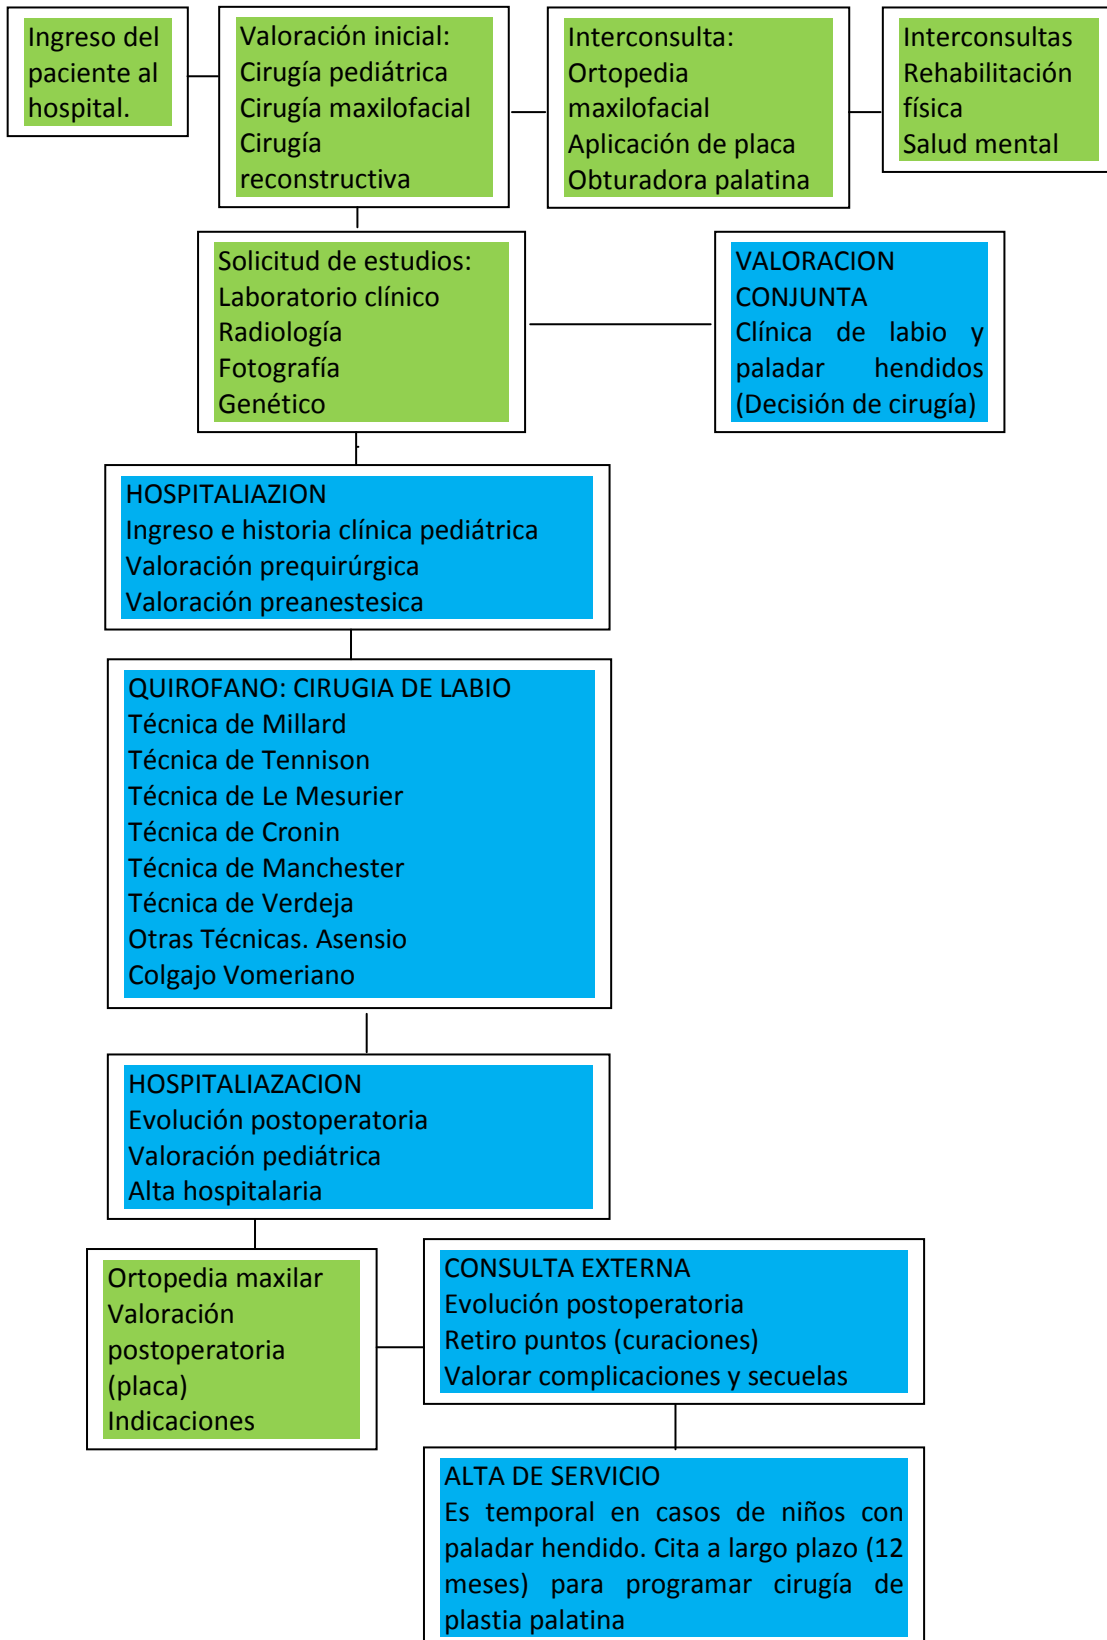 Ingreso del
paciente al
hospital.
Valoración inicial:
Cirugía pediátrica
Cirugía maxilofacial
Cirugía
reconstructiva
Interconsulta:
Ortopedia
maxilofacial
Aplicación de placa
Obturadora palatina
Interconsultas
Rehabilitación
física
Salud mental
Solicitud de estudios:
Laboratorio clínico
Radiología
Fotografía
Genético
VALORACION
CONJUNTA
Clínica de labio y
paladar hendidos
(Decisión de cirugía)
HOSPITALIAZION
Ingreso e historia clínica pediátrica
Valoración prequirúrgica
Valoración preanestesica
QUIROFANO: CIRUGIA DE LABIO
Técnica de Millard
Técnica de Tennison
Técnica de Le Mesurier
Técnica de Cronin
Técnica de Manchester
Técnica de Verdeja
Otras Técnicas. Asensio
Colgajo Vomeriano
HOSPITALIAZACION
Evolución postoperatoria
Valoración pediátrica
Alta hospitalaria
Ortopedia maxilar
Valoración
postoperatoria
(placa)
Indicaciones
CONSULTA EXTERNA
Evolución postoperatoria
Retiro puntos (curaciones)
Valorar complicaciones y secuelas
ALTA DE SERVICIO
Es temporal en casos de niños con
paladar hendido. Cita a largo plazo (12
meses) para programar cirugía de
plastia palatina